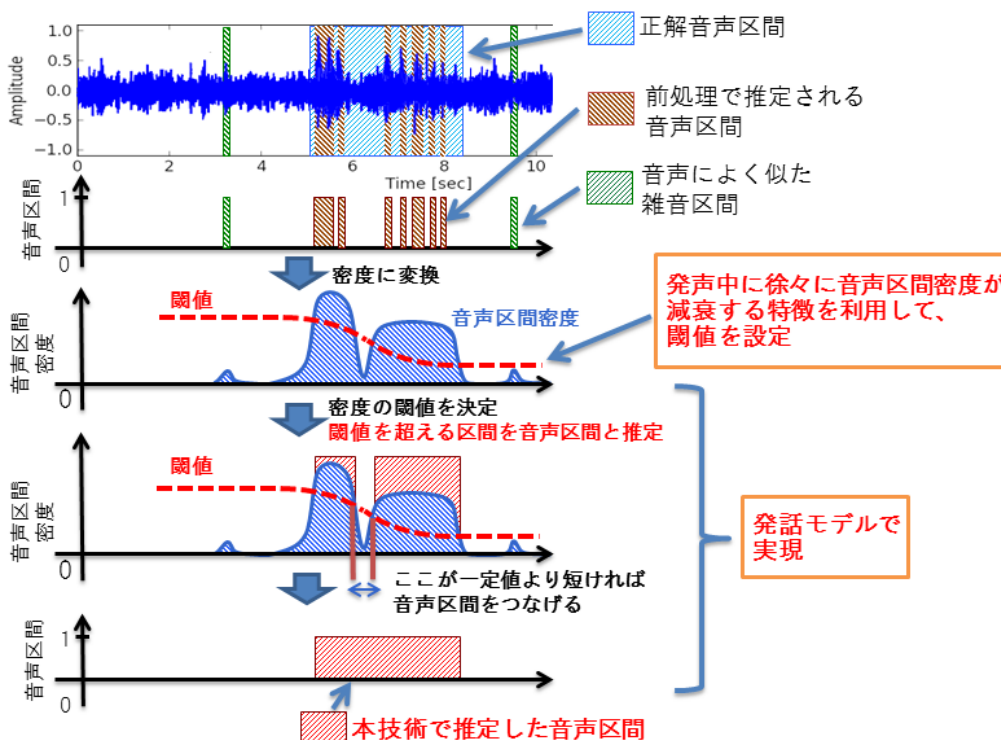 正解音声区間
前処理で推定される
音声区間
音声によく似た
雑音区間
Amplitude
1.0
0.5
0.0
−0.5
−1.0
0
2
4
6
8
10
Time [sec]
音声区間
1
0
密度に変換
発声中に徐々に音声区間密度が
減衰する特徴を利用して、
閾値を設定
音声区間
密度
閾値
音声区間密度
0
密度の閾値を決定
閾値を超える区間を音声区間と推定
音声区間
密度
閾値
0
発話モデルで
実現
ここが一定値より短ければ
音声区間をつなげる
音声区間
1
0
本技術で推定した音声区間